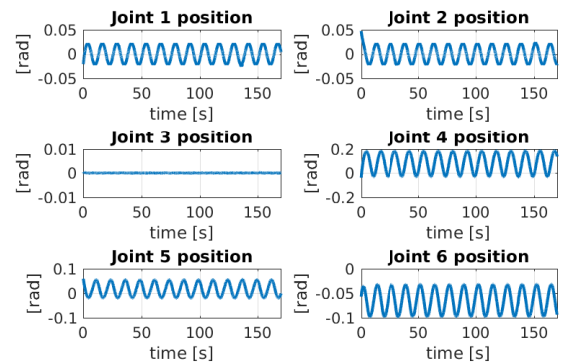 Joint 1 position
[rad]
0.05
0
-0.05
0 50 100 150
time [s]
Joint 2 position
[rad]
0.05
0
-0.05
0 50 100 150
time [s]
Joint 3 position
[rad]
0.01
0
-0.01
0 50 100 150
time [s]
Joint 4 position
[rad]
0.2
0
-0.2
0 50 100 150
time [s]
Joint 5 position
[rad]
0.1
0
-0.1
0 50 100 150
time [s]
Joint 6 position
[rad]
0
-0.05
-0.1
0 50 100 150
time [s]